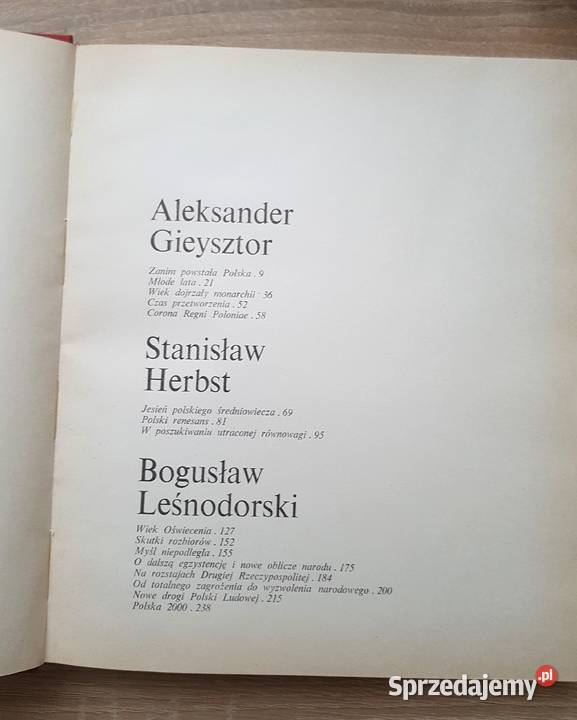 Aleksander
Gieysztor
Zanim powstała Polska . 9
Młode lata . 21
Wiek dojrzały monarchii . 36
Czas przetworzenia . 52
Corona Regni Poloniae . 58
Stanisław
Herbst
Jesień polskiego średniowiecza . 69
Polski renesans . 81
W poszukiwaniu utraconej równowagi . 95
Bogusław
Leśnodorski
Wiek Oświecenia . 127
Skutki rozbiorów . 152
Myśl niepodległa . 155
O dalszą egzystencję i nowe oblicze narodu . 175
Na rozstajach Drugiej Rzeczypospolitej . 184
Od totalnego zagrożenia do wyzwolenia narodowego . 200
Nowe drogi Polski Ludowej . 215
Polska 2000 . 238
Sprzedajemy.pl